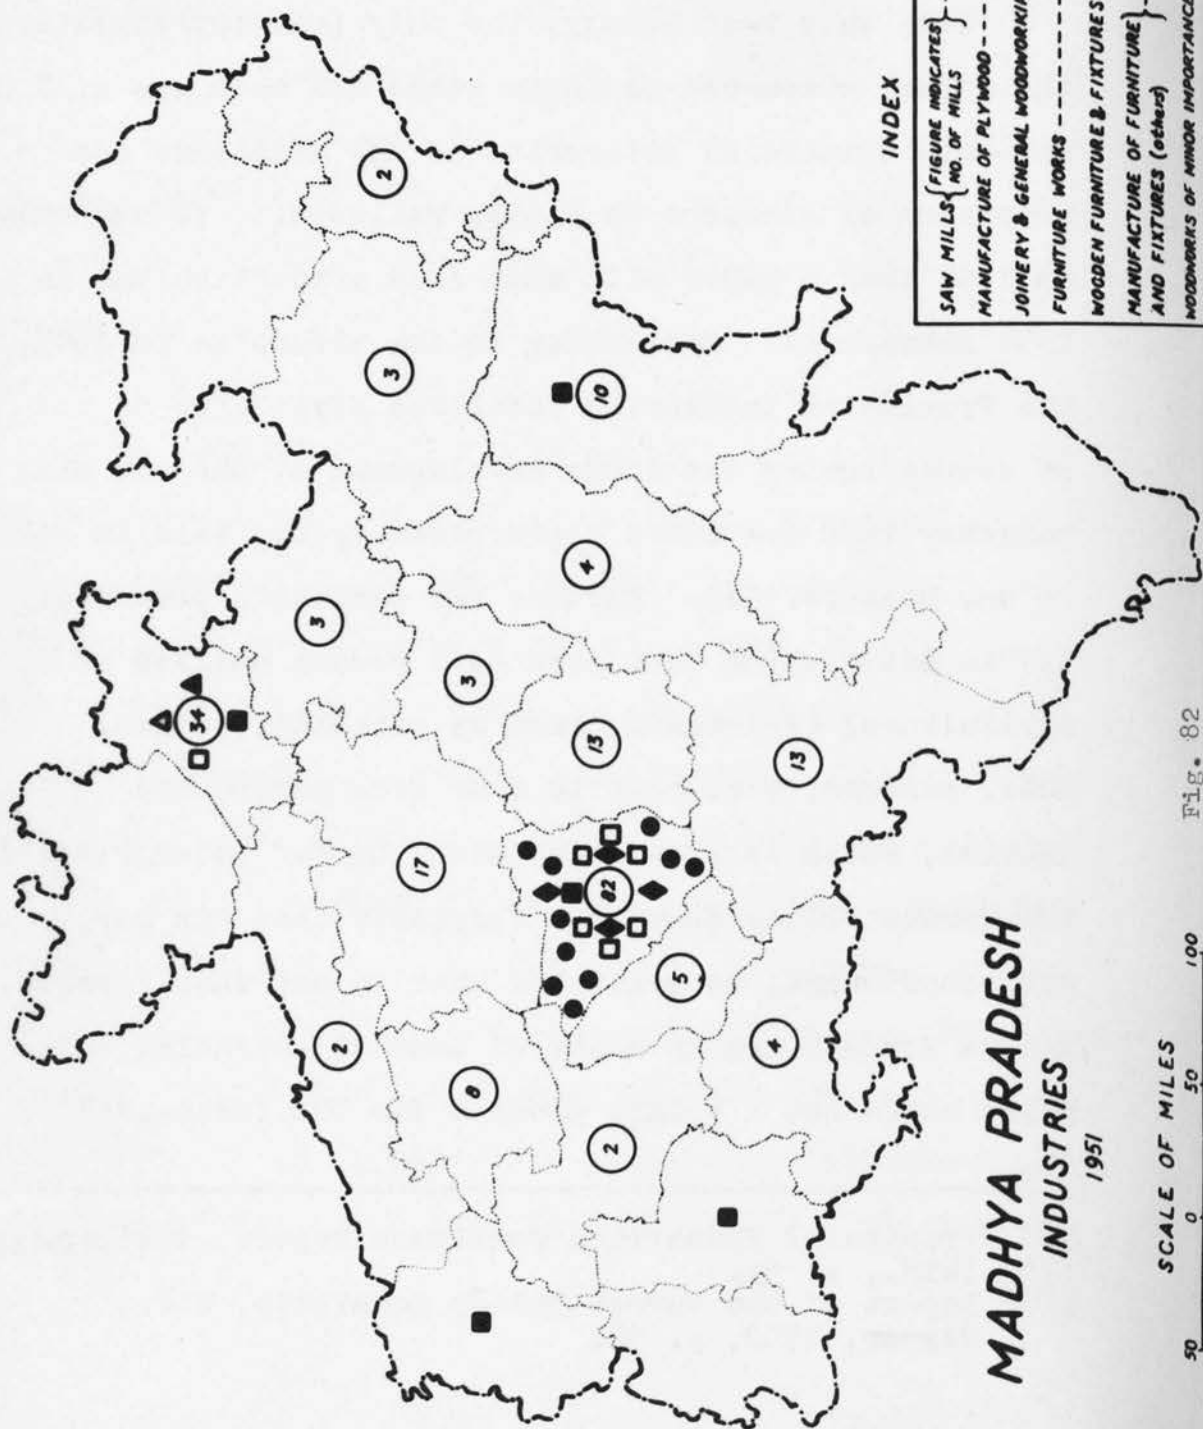 34
3
2
2
3
17
8
3
4
10
13
82
2
5
4
13
INDEX
SAW MILLS {FIGURE INDICATES NO. OF MILLS}--
MANUFACTURE OF PLYWOOD---
JOINERY & GENERAL WOODWORKIN
FURNITURE WORKS ----------
WOODEN FURNITURE & FIXTURES
MANUFACTURE OF FURNITURE}--
AND FIXTURES (others)
WOODWORKS OF MINOR IMPORTANCE
MADHYA PRADESH
INDUSTRIES
1951
SCALE OF MILES
50 0 50 100
Fig. 82